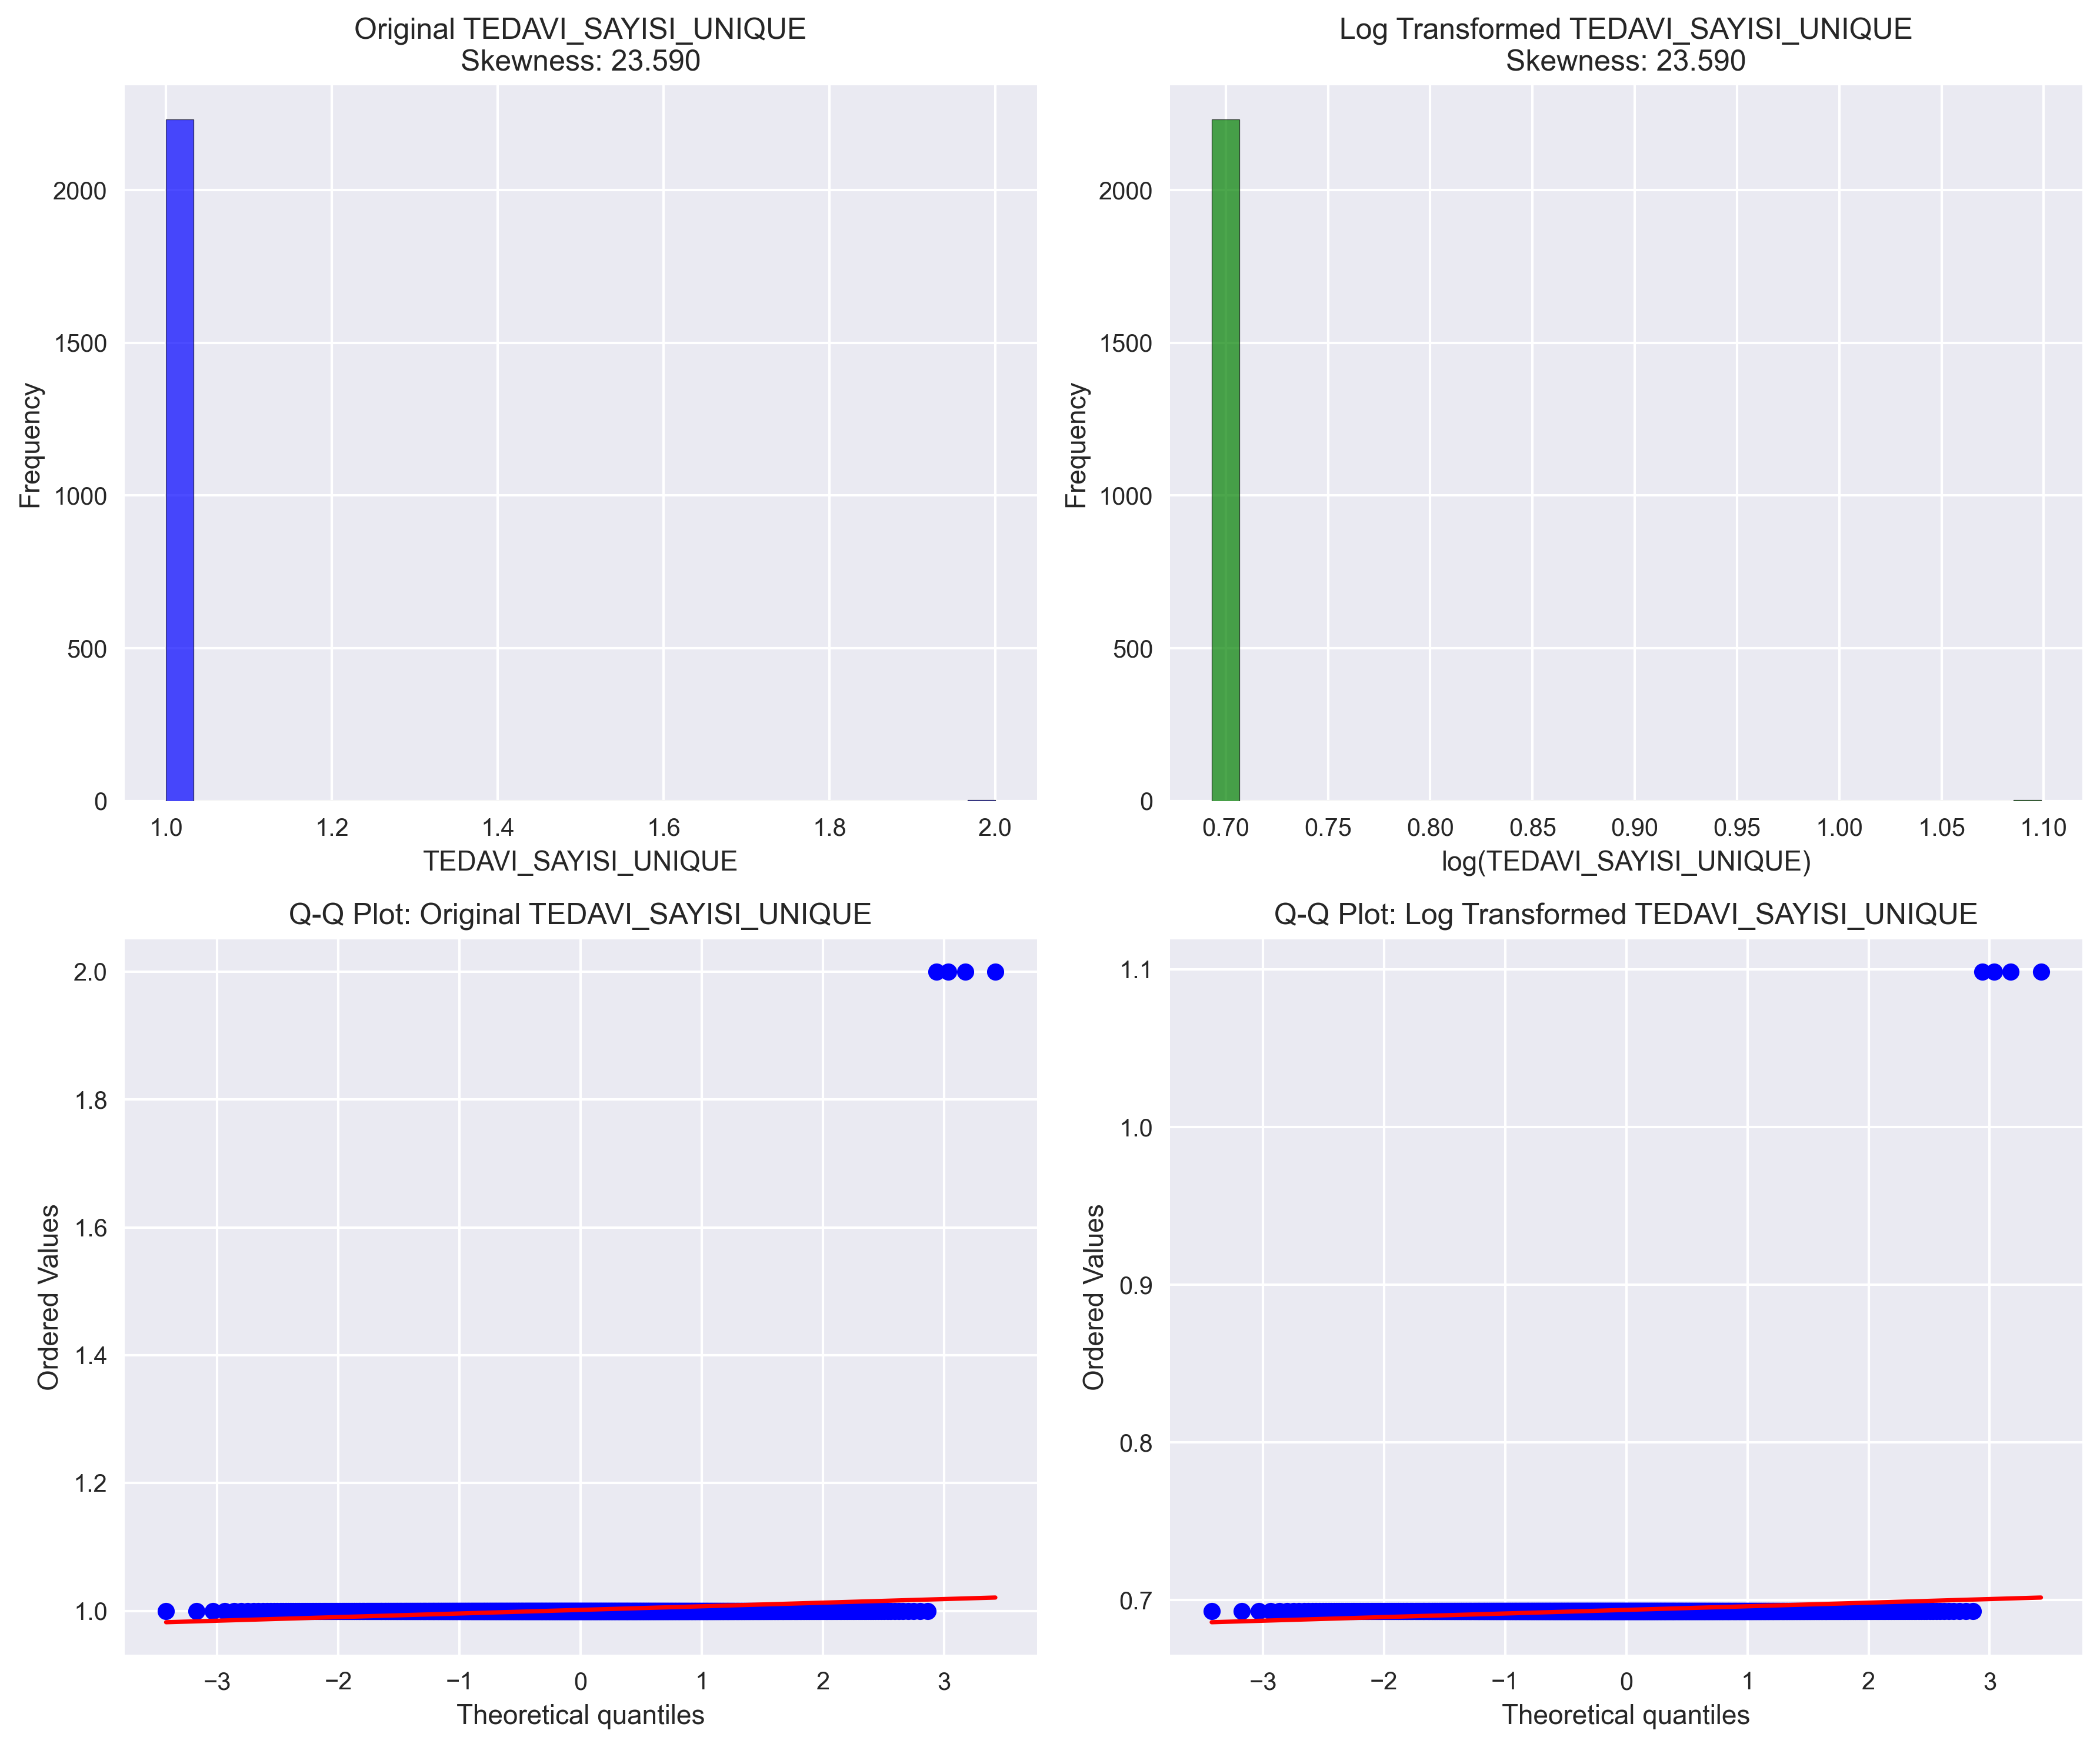 Original TEDAVI_SAYISI_UNIQUE
Skewness: 23.590
Frequency
2000
1500
1000
500
0
1.0 1.2 1.4 1.6 1.8 2.0
TEDAVI_SAYISI_UNIQUE
Log Transformed TEDAVI_SAYISI_UNIQUE
Skewness: 23.590
Frequency
2000
1500
1000
500
0
0.70 0.75 0.80 0.85 0.90 0.95 1.00 1.05 1.10
log(TEDAVI_SAYISI_UNIQUE)
Q-Q Plot: Original TEDAVI_SAYISI_UNIQUE
Ordered Values
2.0
1.8
1.6
1.4
1.2
1.0
−3 −2 −1 0 1 2 3
Theoretical quantiles
Q-Q Plot: Log Transformed TEDAVI_SAYISI_UNIQUE
Ordered Values
1.1
1.0
0.9
0.8
0.7
−3 −2 −1 0 1 2 3
Theoretical quantiles